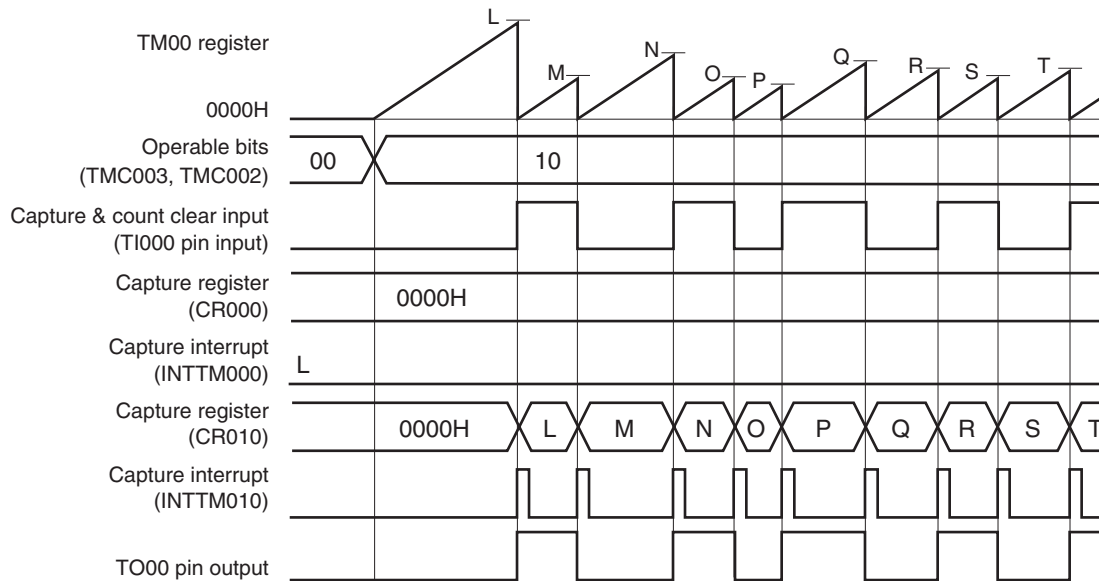 L
TM00 register
M
N
O
P
Q
R
S
T
0000H
Operable bits
(TMC003, TMC002)
00
10
Capture & count clear input
(TI000 pin input)
Capture register
(CR000)
0000H
Capture interrupt
(INTTM000)
L
Capture register
(CR010)
0000H
L
M
N
O
P
Q
R
S
T
Capture interrupt
(INTTM010)
TO00 pin output